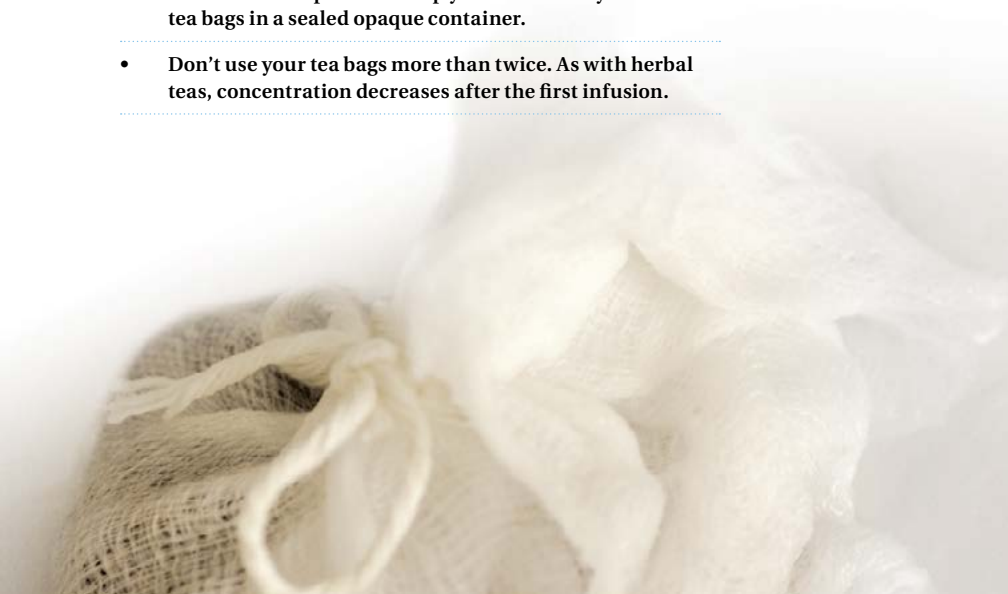 tea bags in a sealed opaque container.
• Don’t use your tea bags more than twice. As with herbal
teas, concentration decreases after the first infusion.